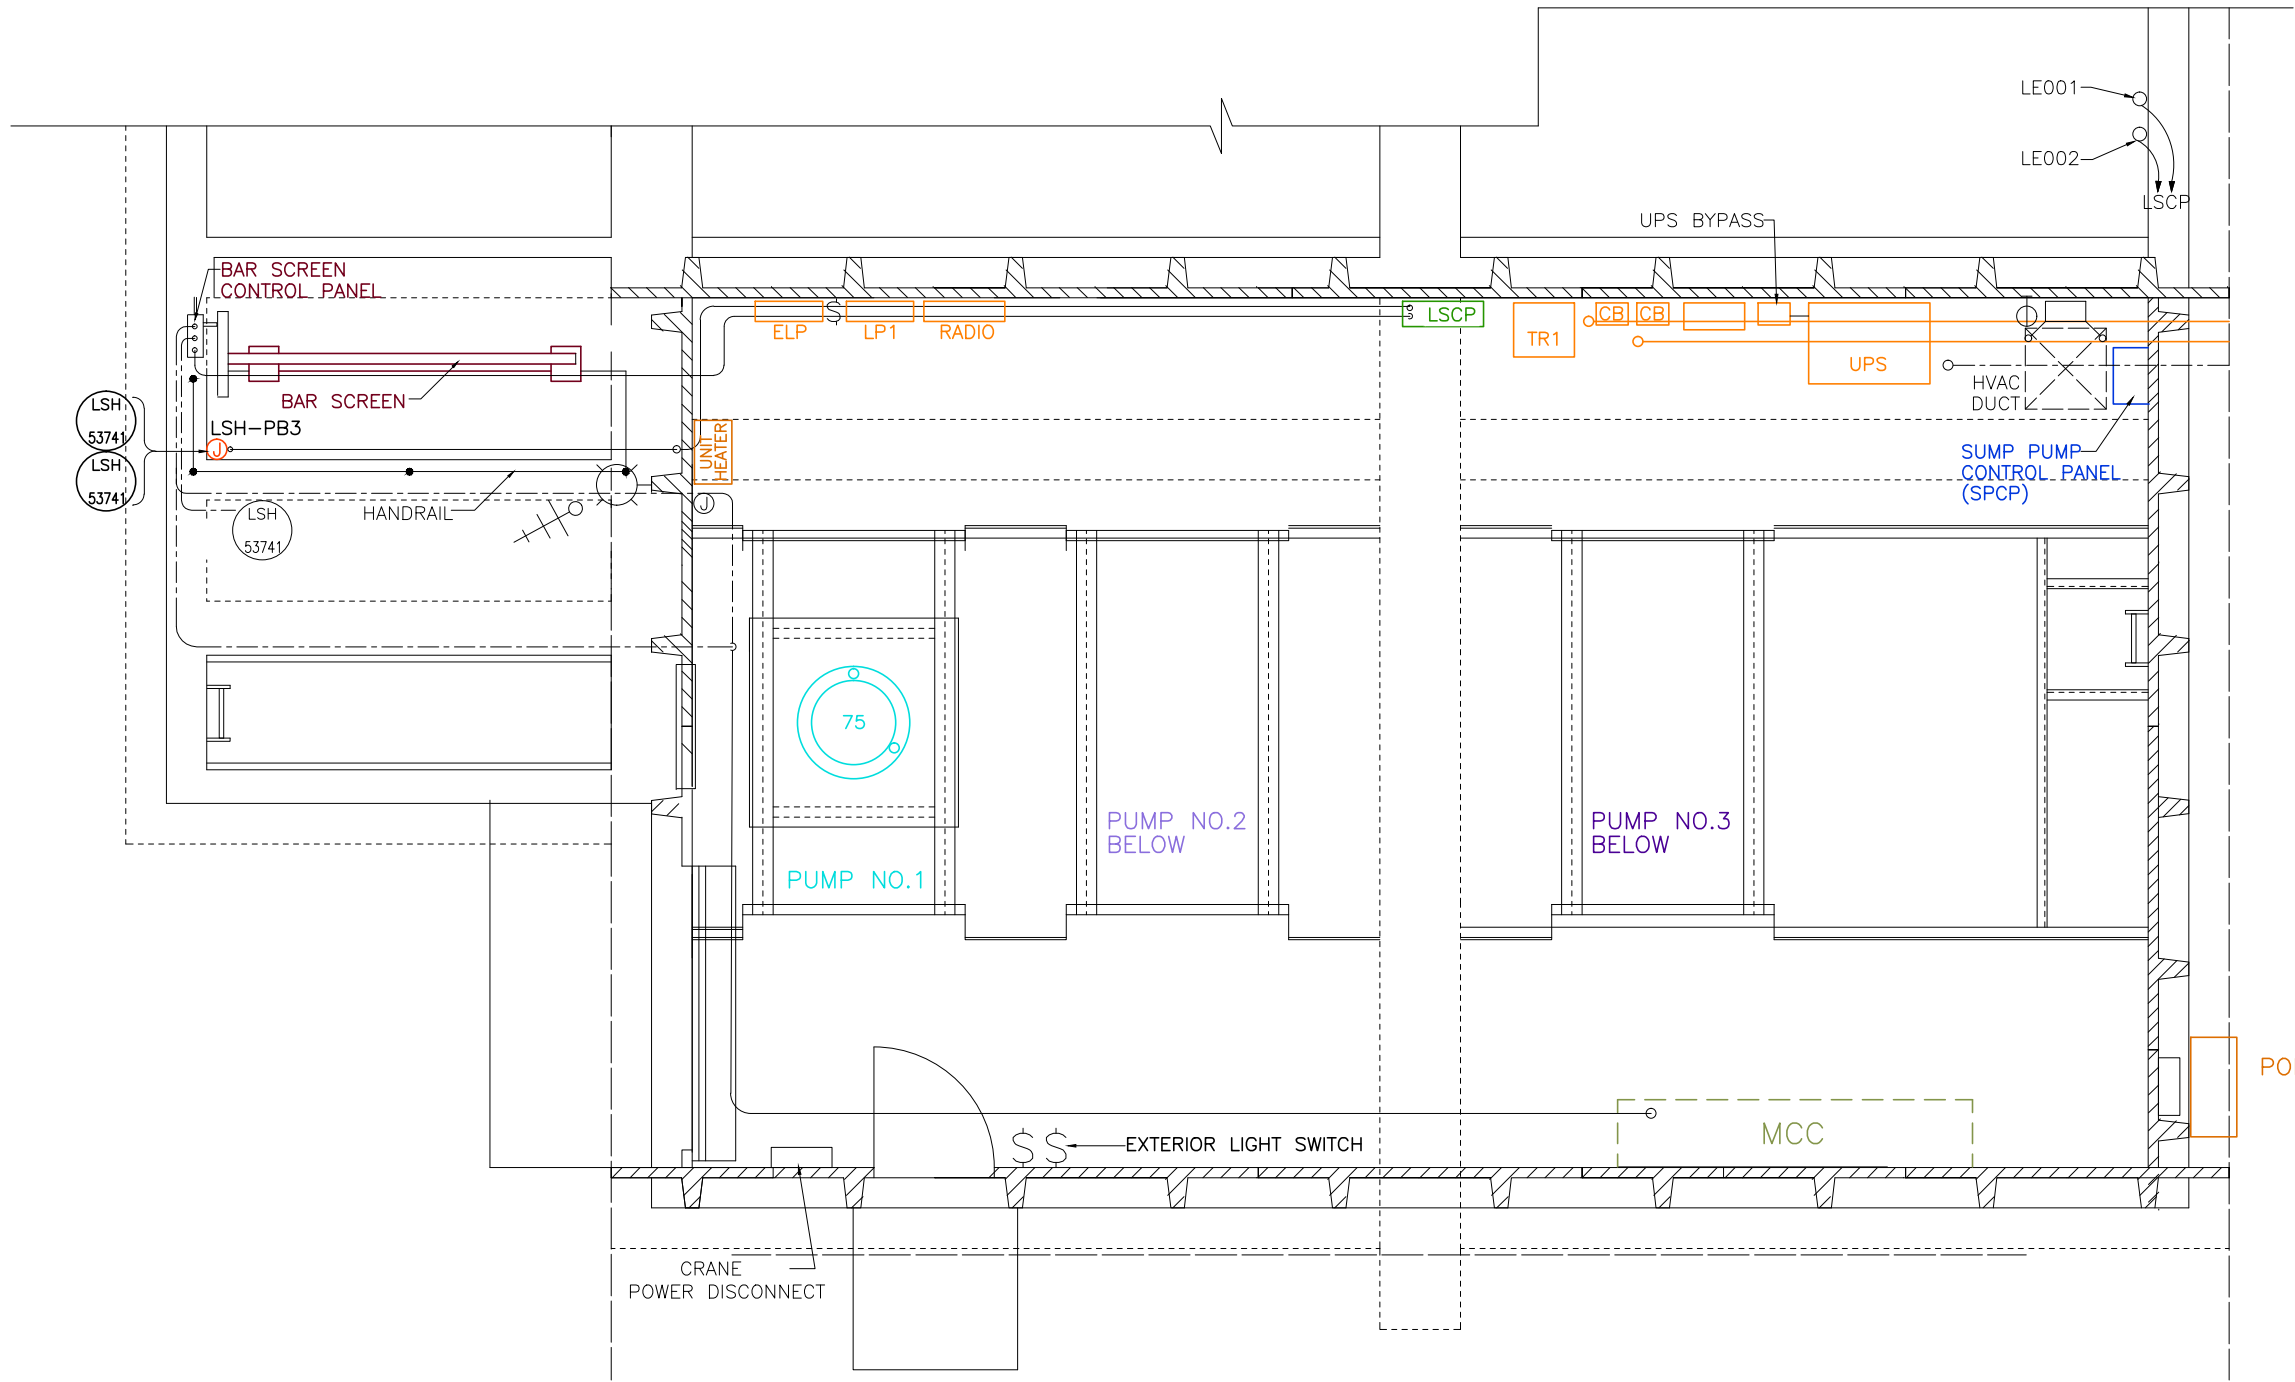 LE001
LE002
LSCP
UPS BYPASS
BAR SCREEN
CONTROL PANEL
ELP
S
LP1
RADIO
LSCP
TR1
CB
CB
UPS
HVAC
DUCT
BAR SCREEN
LSH
53741
LSH-PB3
J
LSH
53741
UNIT
HEATER
SUMP PUMP
CONTROL PANEL
(SPCP)
HANDRAIL
J
LSH
53741
75
PUMP NO.1
PUMP NO.2
BELOW
PUMP NO.3
BELOW
PO
MCC
S S
EXTERIOR LIGHT SWITCH
CRANE
POWER DISCONNECT